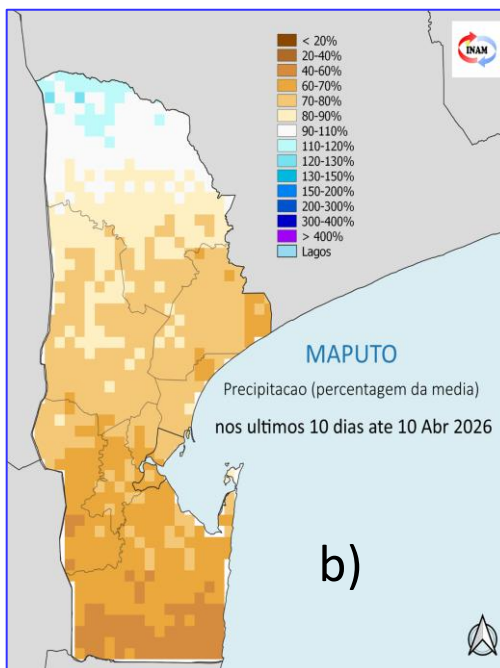 INAM
< 20%
20-40%
40-60%
60-70%
70-80%
80-90%
90-110%
110-120%
120-130%
130-150%
150-200%
200-300%
300-400%
> 400%
Lagos
MAPUTO
Precipitacao (percentagem da media)
nos ultimos 10 dias ate 10 Abr 2026
b)